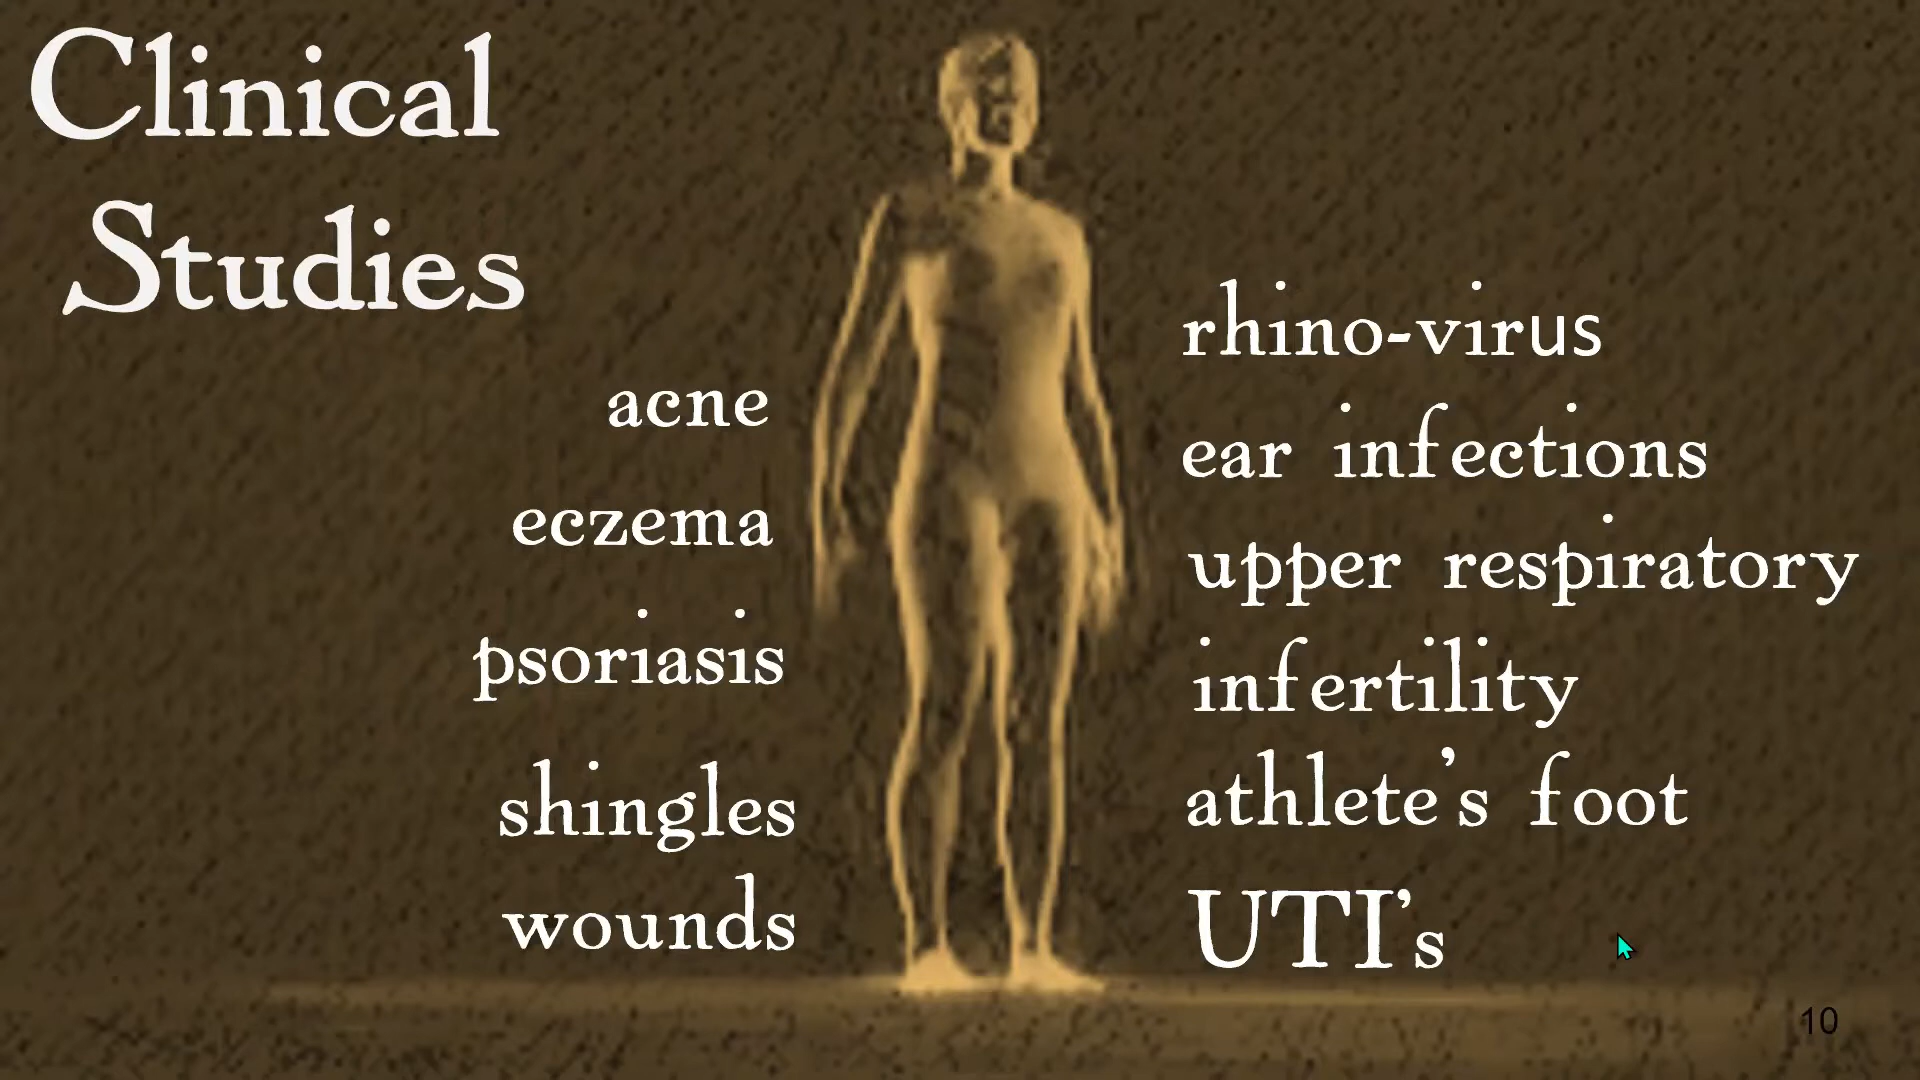 Clinical
Studies
acne
eczema
psoriasis
shingles
wounds
rhino-virus
ear infections
upper respiratory
infertility
athlete's foot
UTI's
10